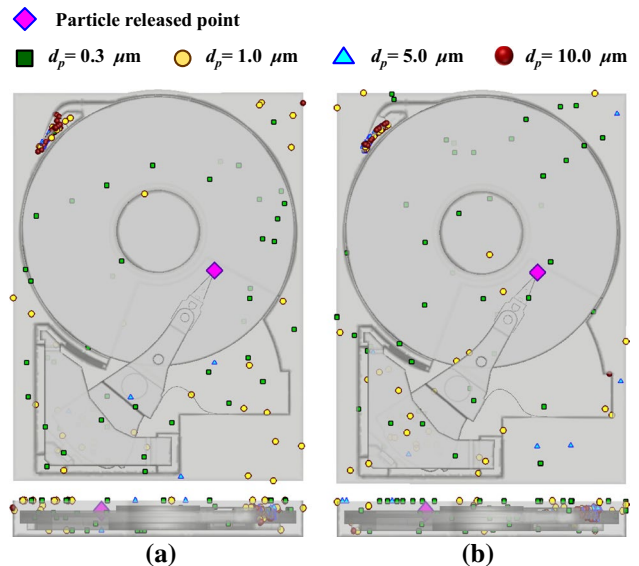 Particle released point
dp= 0.3 μm dp= 1.0 μm dp= 5.0 μm dp= 10.0 μm
(a) (b)